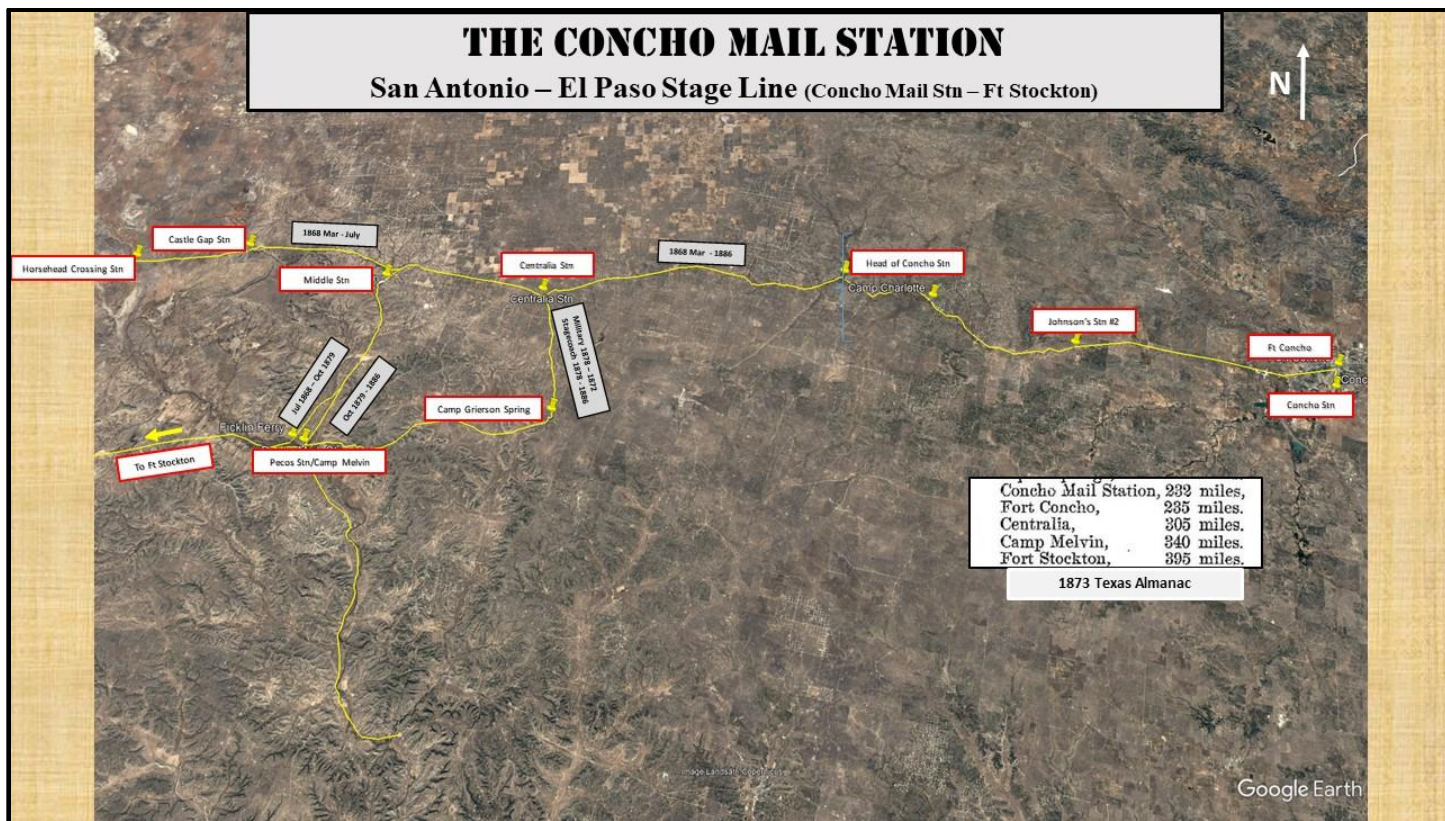 THE CONCHO MAIL STATION
San Antonio – El Paso Stage Line (Concho Mail Stn – Ft Stockton)
N
Castle Gap Stn
1868 Mar - July
Horsehead Crossing Stn
Middle Stn
Centralia Stn
Centralia Stn
1868 Mar - 1886
Head of Concho Stn
Camp Charlotte
Johnson's Stn #2
Ft Concho
Conc
Concho Stn
Military 1878 – 1872
Stagecoach 1878 - 1886
Jul 1868 – Oct 1879
Oct 1879 - 1886
Camp Grierson Spring
Ficklin Ferry
To Ft Stockton
Pecos Stn/Camp Melvin
Concho Mail Station, 232 miles,
Fort Concho, 235 miles.
Centralia, 305 miles.
Camp Melvin, 340 miles.
Fort Stockton, 395 miles.
1873 Texas Almanac
Image Landsat / Copernicus
Google Earth